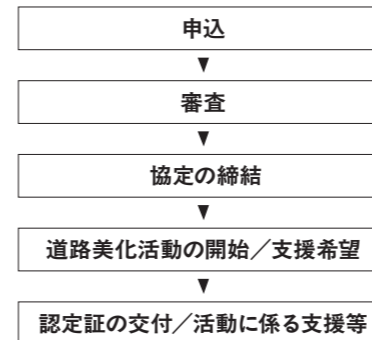 申込
▼
審査
▼
協定の締結
▼
道路美化活動の開始／支援希望
▼
認定証の交付／活動に係る支援等